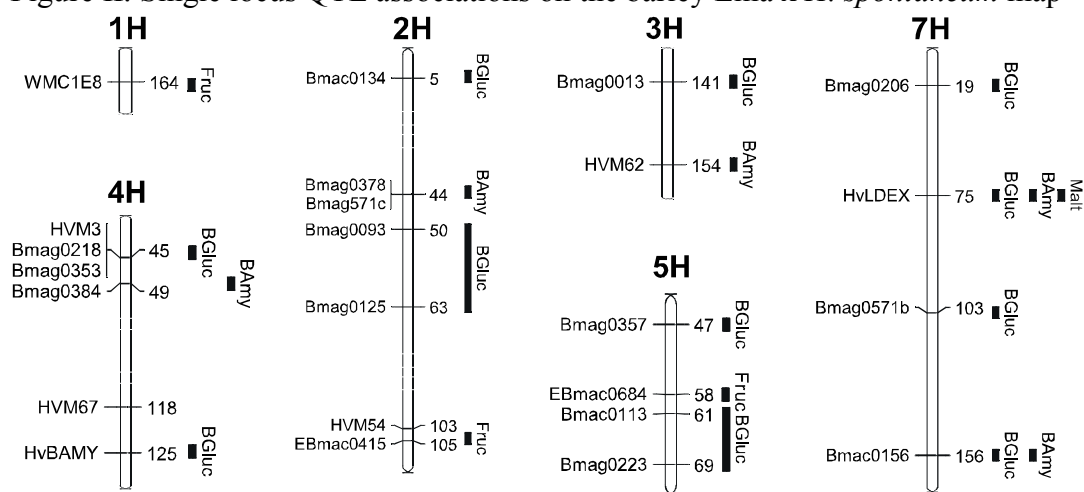 Figure II. Single locus QTL associations on the barley Lina x H. spontaneum map
1H
WMC1E8 164 Fruc
4H
HVM3
Bmag0218 45 BGluc
Bmag0353
Bmag0384 49 BAmy
HVM67 118
HvBAMY 125 BGluc
2H
Bmac0134 5 BGluc
Bmag0378 44 BAmy
Bmag571c
Bmag0093 50
BGluc
Bmag0125 63
HVM54 103
EBmac0415 105 Fruc
3H
Bmag0013 141 BGluc
HVM62 154 BAmy
5H
Bmag0357 47 BGluc
EBmac0684 58 Fruc
Bmac0113 61 BGluc
Bmag0223 69
7H
Bmag0206 19 BGluc
HvLDEX 75 BGluc BAmy Malt
Bmag0571b 103 BGluc
Bmac0156 156 BGluc BAmy